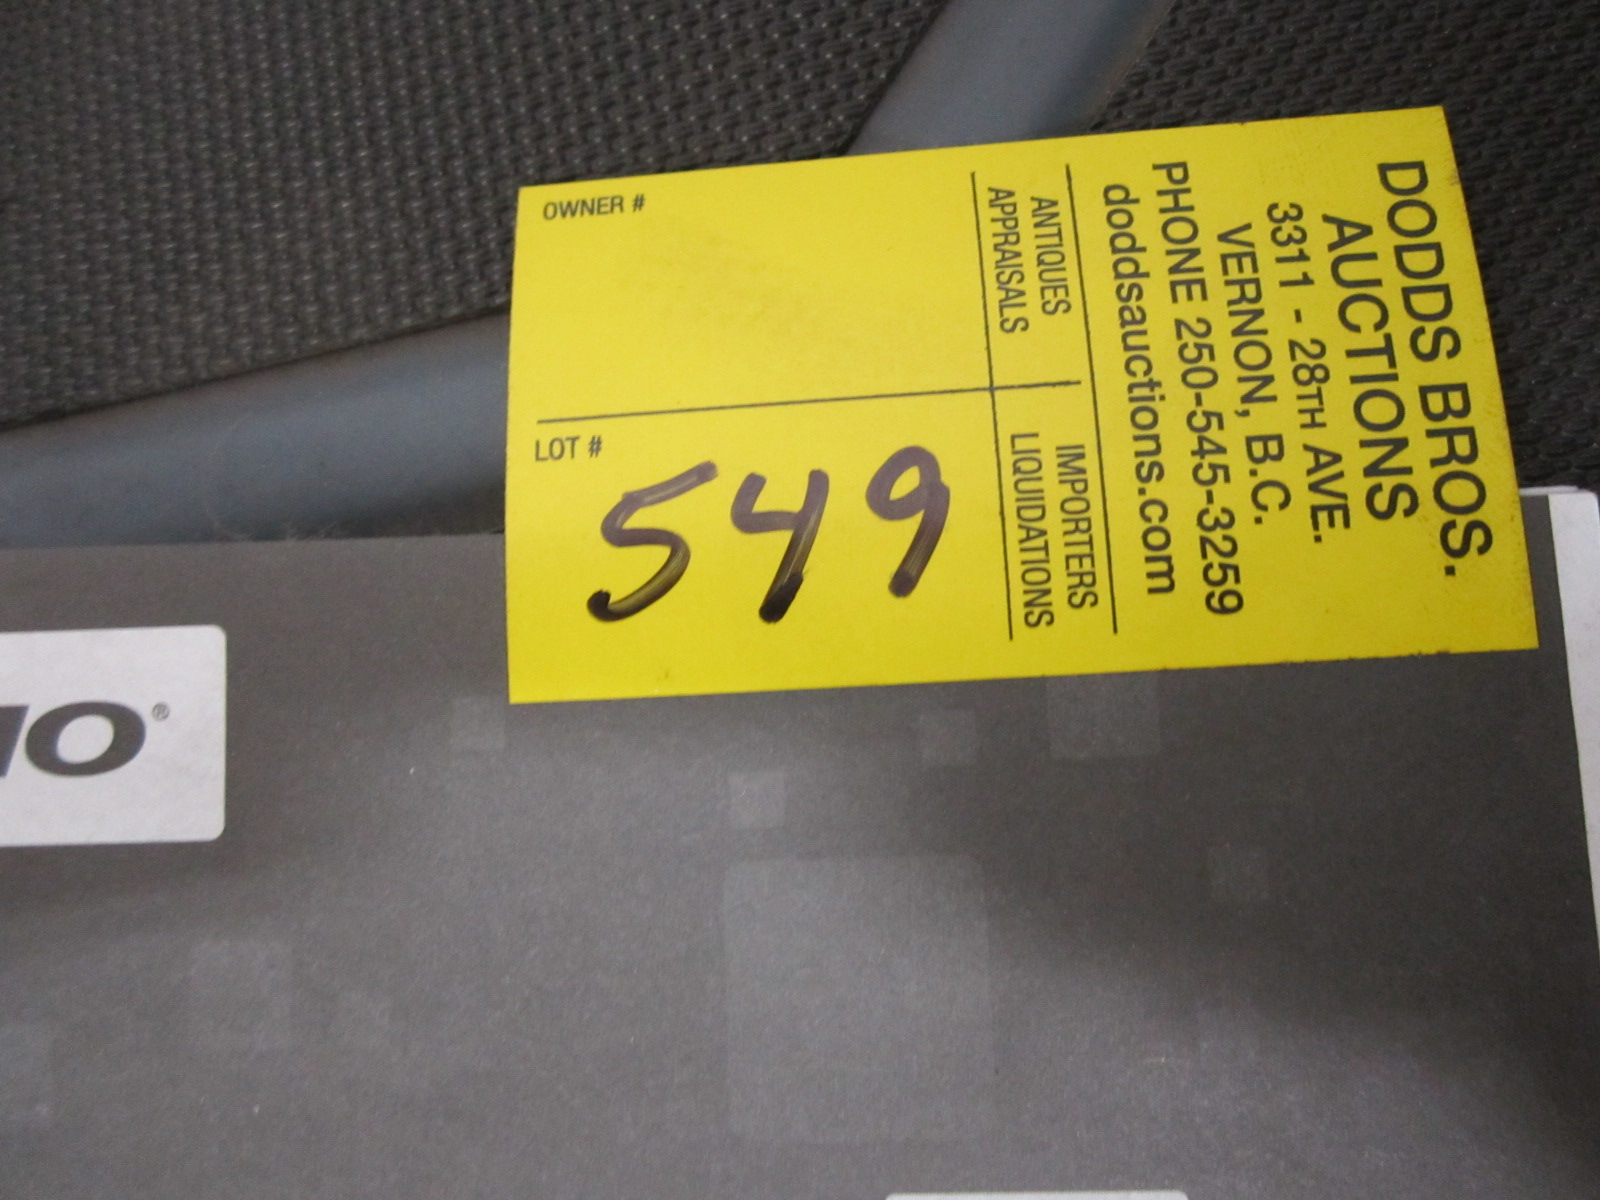 DODDS BROS.
AUCTIONS
3311 - 28TH AVE.
VERNON, B.C.
PHONE 250-545-3259
doddsauctions.com
ANTIQUES
APPRAISALS
IMPORTERS
LIQUIDATIONS
OWNER #
LOT #
549
IO®